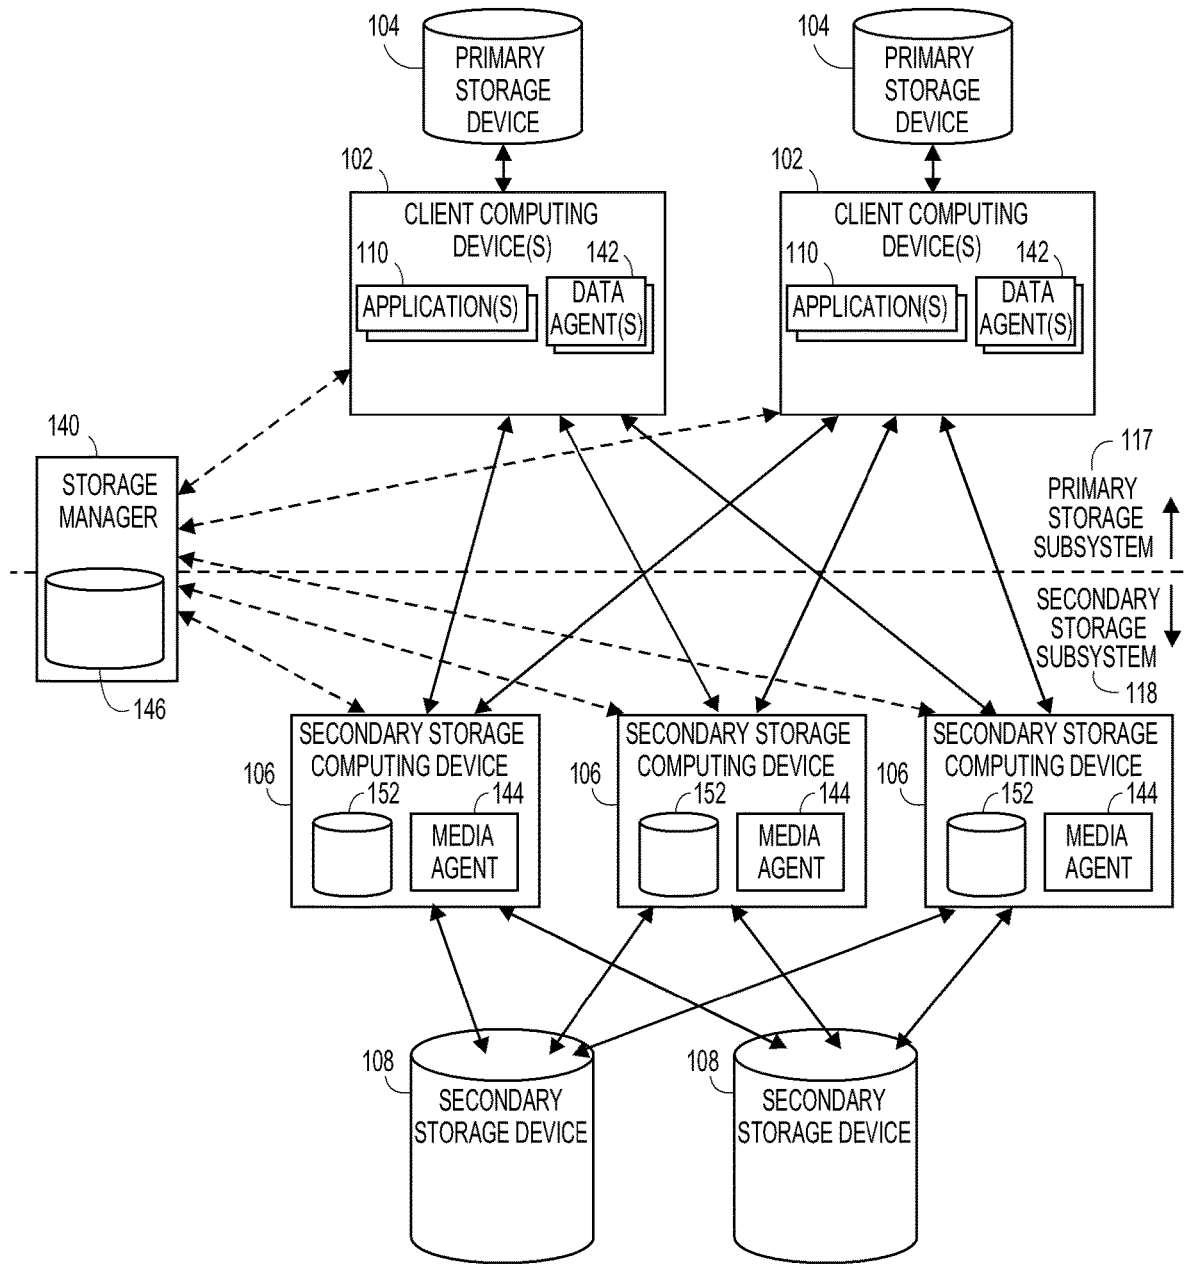 104
PRIMARY
STORAGE
DEVICE
104
PRIMARY
STORAGE
DEVICE
102
CLIENT COMPUTING
DEVICE(S)
110
APPLICATION(S)
142
DATA
AGENT(S)
102
CLIENT COMPUTING
DEVICE(S)
110
APPLICATION(S)
142
DATA
AGENT(S)
140
STORAGE
MANAGER
146
117
PRIMARY
STORAGE
SUBSYSTEM
SECONDARY
STORAGE
SUBSYSTEM
118
106
SECONDARY STORAGE
COMPUTING DEVICE
152
144
MEDIA
AGENT
106
SECONDARY STORAGE
COMPUTING DEVICE
152
144
MEDIA
AGENT
106
SECONDARY STORAGE
COMPUTING DEVICE
152
144
MEDIA
AGENT
108
SECONDARY
STORAGE DEVICE
108
SECONDARY
STORAGE DEVICE